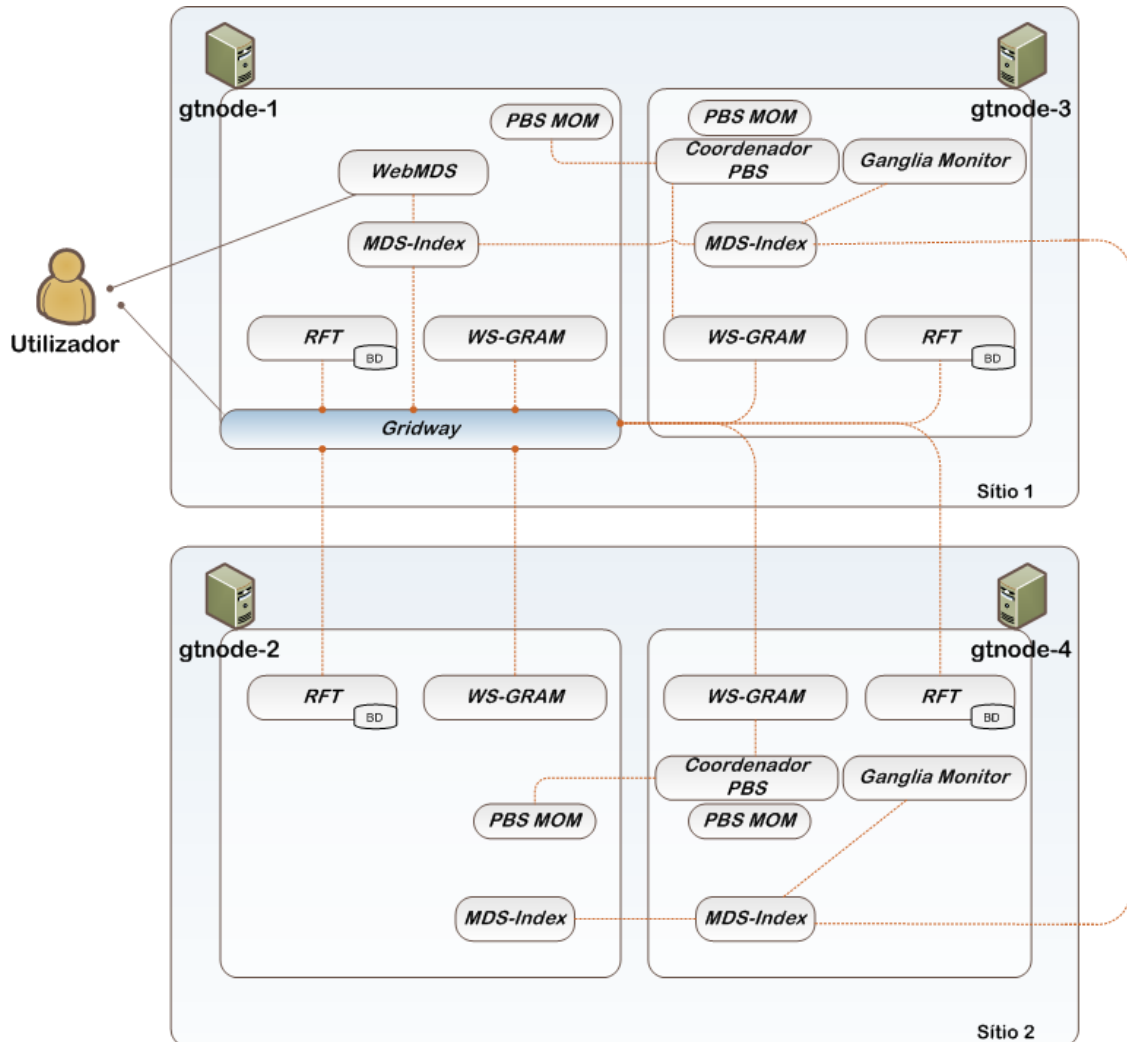 gtnode-1
gtnode-3
PBS MOM
PBS MOM
Coordenador
PBS
Ganglia Monitor
WebMDS
MDS-Index
MDS-Index
Utilizador
RFT
BD
WS-GRAM
WS-GRAM
RFT
BD
Gridway
Sítio 1
gtnode-2
gtnode-4
RFT
BD
WS-GRAM
WS-GRAM
RFT
BD
Coordenador
PBS
Ganglia Monitor
PBS MOM
PBS MOM
MDS-Index
MDS-Index
Sítio 2